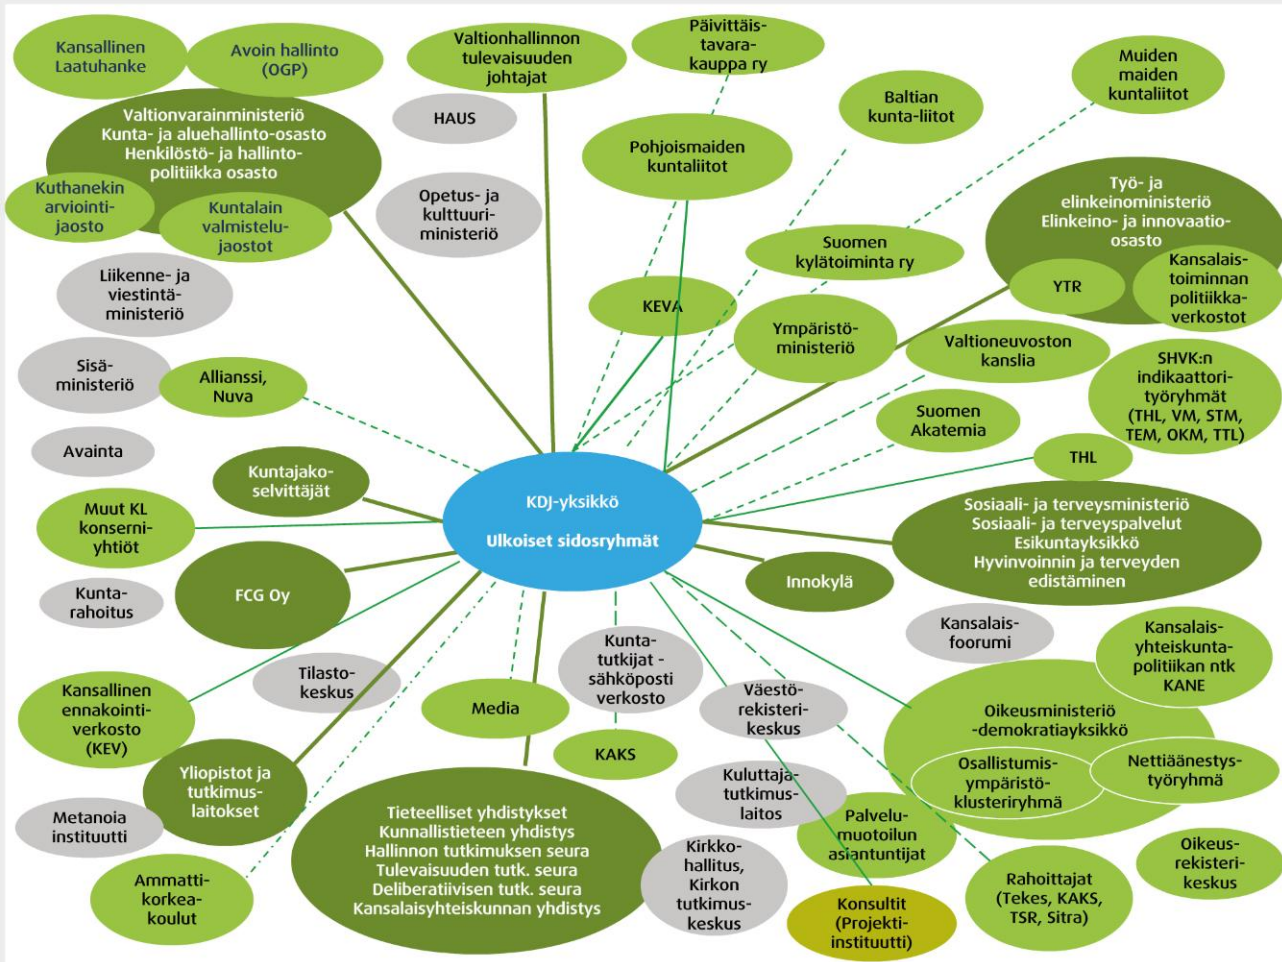 Kansallinen
Laatuhanke
Avoin hallinto
(OGP)
Valtionvarainministeriö
Kunta- ja aluehallinto-osasto
Henkilöstö- ja hallinto-
politiikka osasto
Kuthanekin
arviointi-
jaosto
Kuntalain
valmistelu-
jaostot
Valtionhallinnon
tulevaisuuden
johtajat
HAUS
Opetus- ja
kulttuuri-
ministeriö
Päivittäis-
tavara-
kauppa ry
Pohjoismaiden
kuntaliitot
Baltian
kunta-liitot
Muiden
maiden
kuntaliitot
Työ- ja
elinkeinoministeriö
Elinkeino- ja innovaatio-
osasto
YTR
Kansalais-
toiminnan
politiikka-
verkostot
Suomen
kylätoiminta ry
KEVA
Ympäristö-
ministeriö
Valtioneuvoston
kanslia
SHVK:n
indikaattori-
työryhmät
(THL, VM, STM,
TEM, OKM, TTL)
Suomen
Akatemia
THL
Liikenne- ja
viestintä-
ministeriö
Sisä-
ministeriö
Allianssi,
Nuva
Avainta
Kuntajako-
selvittäjät
Muut KL
konserni-
yhtiöt
KDJ-yksikkö
Ulkoiset sidosryhmät
Sosiaali- ja terveysministeriö
Sosiaali- ja terveyspalvelut
Esikuntayksikkö
Hyvinvoinnin ja terveyden
edistäminen
Innokylä
FCG Oy
Kunta-
rahoitus
Kansalais-
foorumi
Kansalais-
yhteiskunta-
politiikan ntk
KANE
Oikeusministeriö
-demokratiayksikkö
Osallistumis-
ympäristö-
klusteriryhmä
Nettiäänestys-
työryhmä
Tilasto-
keskus
Kunta-
tutkijat -
sähköposti
verkosto
Väestö-
rekisteri-
keskus
Kansallinen
ennakointi-
verkosto
(KEV)
Media
KAKS
Yliopistot ja
tutkimus-
laitokset
Kuluttaja-
tutkimus-
laitos
Metanoia
instituutti
Tieteelliset yhdistykset
Kunnallistieteen yhdistys
Hallinnon tutkimuksen seura
Tulevaisuuden tutk. seura
Deliberatiivisen tutk. seura
Kansalaisyhteiskunnan yhdistys
Palvelu-
muotoilun
asiantuntijat
Kirkko-
hallitus,
Kirkon
tutkimus-
keskus
Oikeus-
rekisteri-
keskus
Ammatti-
korkea-
koulut
Konsultit
(Projekti-
instituutti)
Rahoittajat
(Tekes, KAKS,
TSR, Sitra)